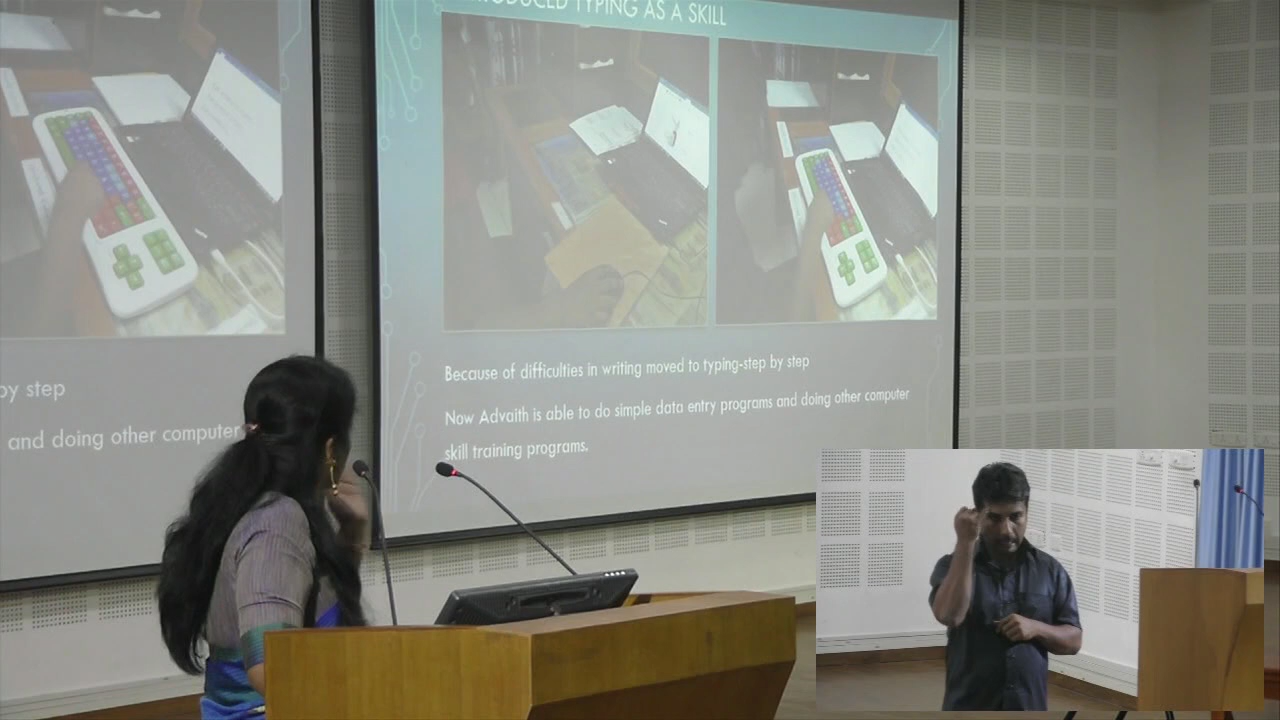 TYPING AS A SKILL
by step
and doing other computer
Because of difficulties in writing moved to typing-step by step
Now Advaith is able to do simple data entry programs and doing other computer
skill training programs.